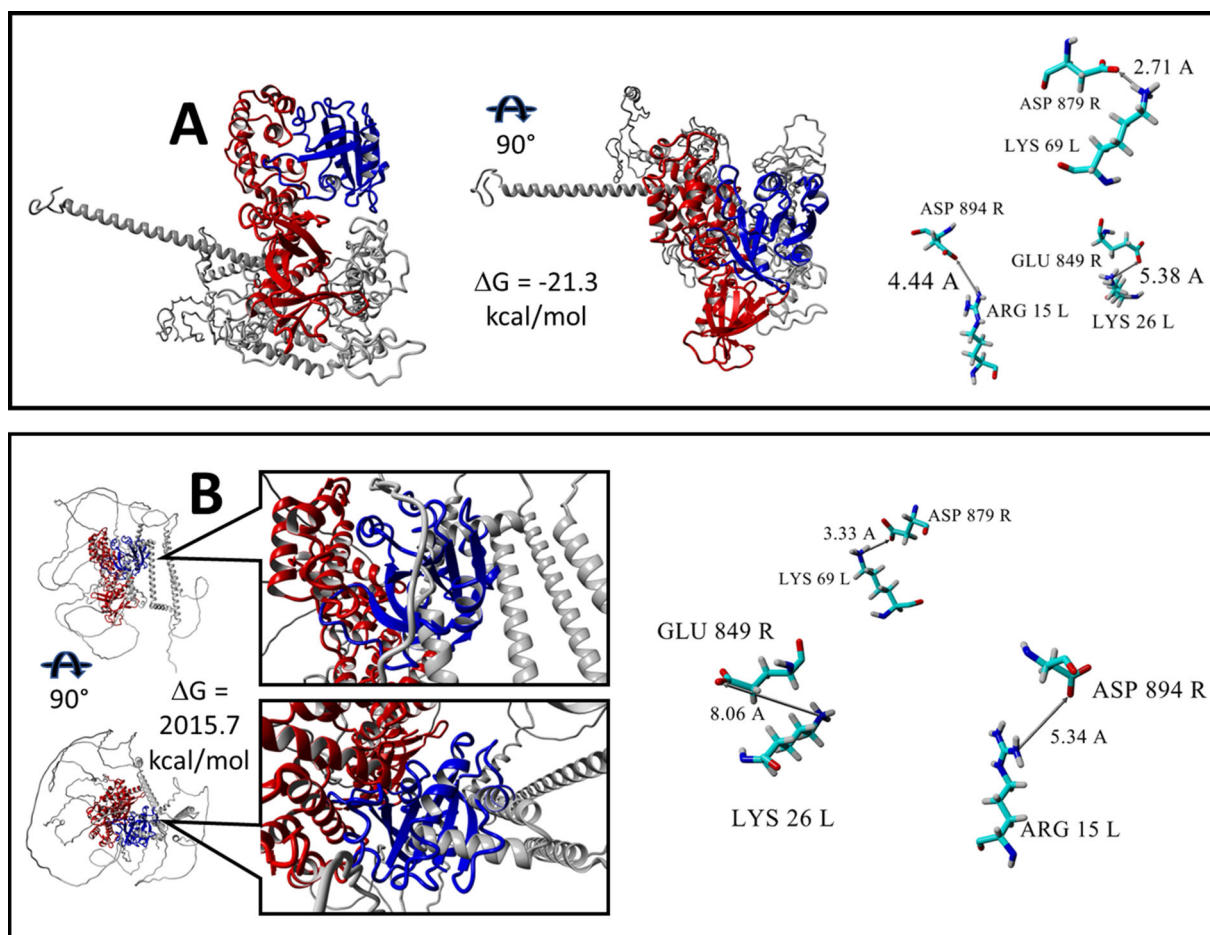 A
90°
ΔG = -21.3
kcal/mol
2.71 A
ASP 879 R
LYS 69 L
ASP 894 R
4.44 A
ARG 15 L
GLU 849 R
5.38 A
LYS 26 L
B
90°
ΔG =
2015.7
kcal/mol
ASP 879 R
3.33 A
LYS 69 L
GLU 849 R
8.06 A
LYS 26 L
ASP 894 R
5.34 A
ARG 15 L